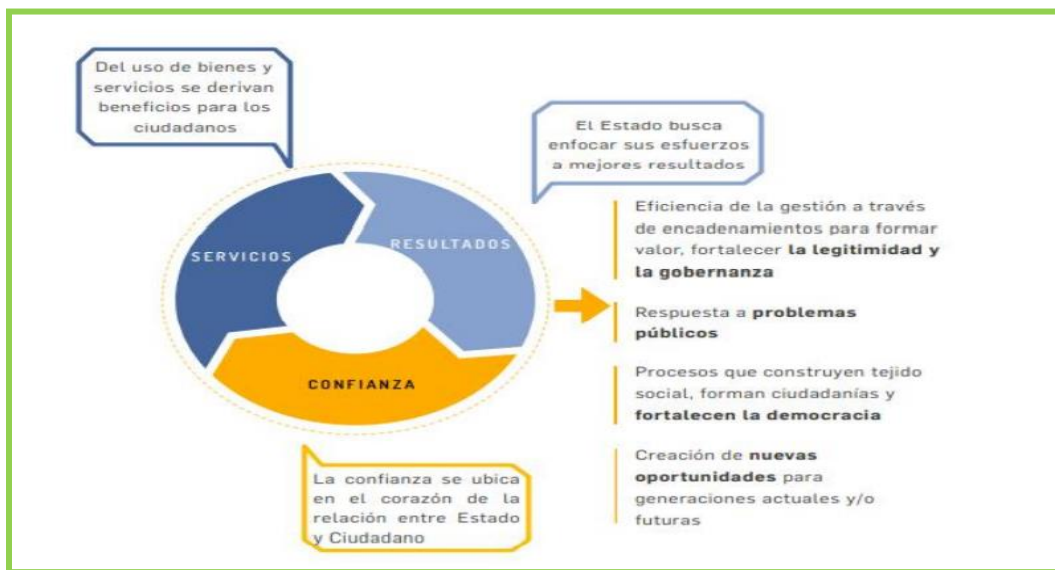 Del uso de bienes y
servicios se derivan
beneficios para los
ciudadanos
El Estado busca
enfocar sus esfuerzos
a mejores resultados
SERVICIOS
RESULTADOS
CONFIANZA
La confianza se ubica
en el corazón de la
relación entre Estado
y Ciudadano
Eficiencia de la gestión a través
de encadenamientos para formar
valor, fortalecer la legitimidad y
la gobernanza
Respuesta a problemas
públicos
Procesos que construyen tejido
social, forman ciudadanías y
fortalecen la democracia
Creación de nuevas
oportunidades para
generaciones actuales y/o
futuras